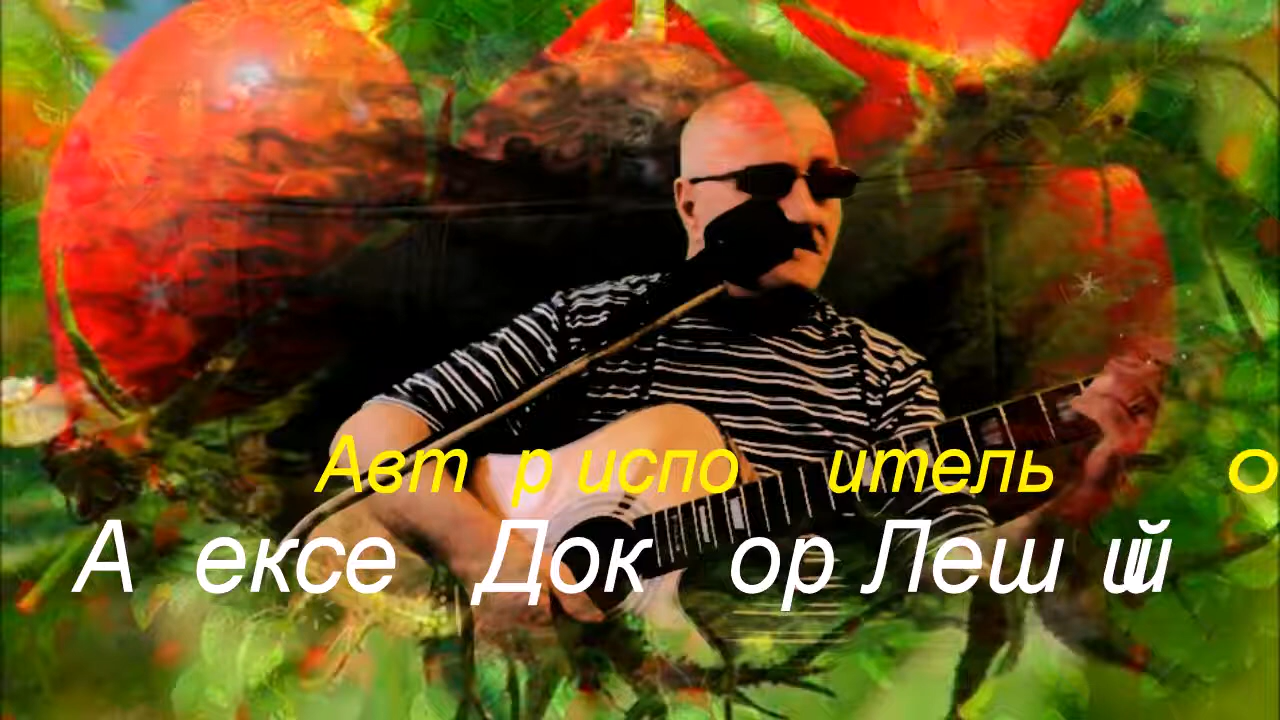 Авт р испо итель о
А ексе Док ор Леш ий